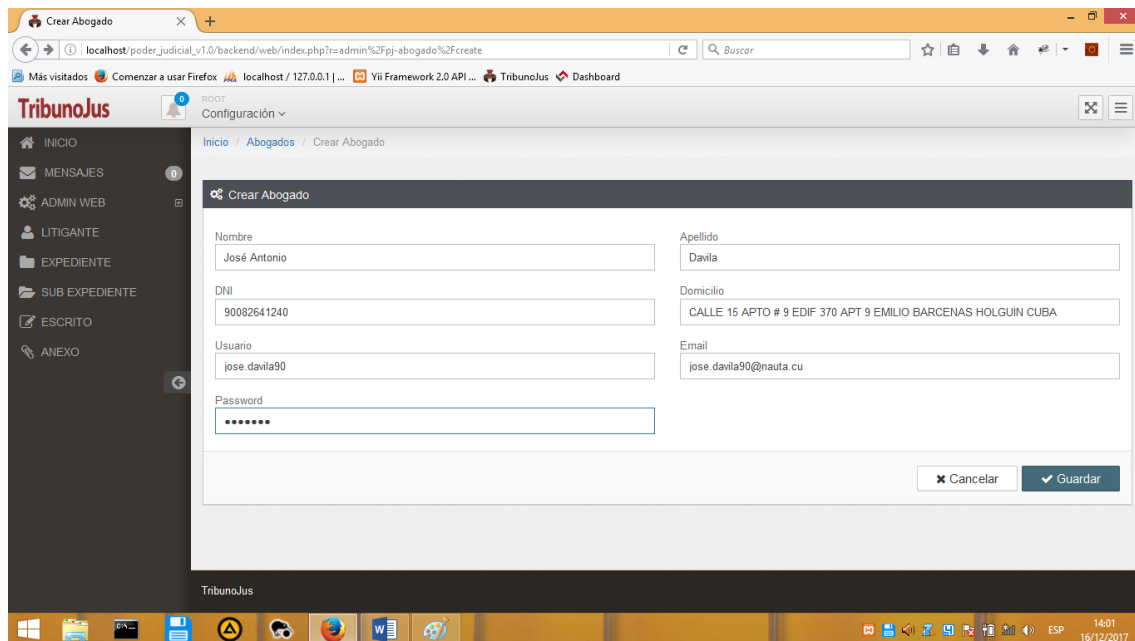 Crear Abogado
localhost/poder_judicial_v1.0/backend/web/index.php?r=admin%2Fpj-abogado%2Fcreate
Buscar
Más visitados Comenzar a usar Firefox localhost / 127.0.0.1 | ... Yii Framework 2.0 API ... TribunoJus Dashboard
TribunoJus
0
ROOT
Configuración
INICIO
MENSAJES 0
ADMIN WEB
LITIGANTE
EXPEDIENTE
SUB EXPEDIENTE
ESCRITO
ANEXO
Inicio / Abogados / Crear Abogado
Crear Abogado
Nombre
José Antonio
Apellido
Davila
DNI
90082641240
Domicilio
CALLE 15 APTO # 9 EDIF 370 APT 9 EMILIO BARCENAS HOLGUÍN CUBA
Usuario
jose.davila90
Email
jose.davila90@nauta.cu
Password
•••••••
Cancelar
Guardar
TribunoJus
ESP
14:01
16/12/2017